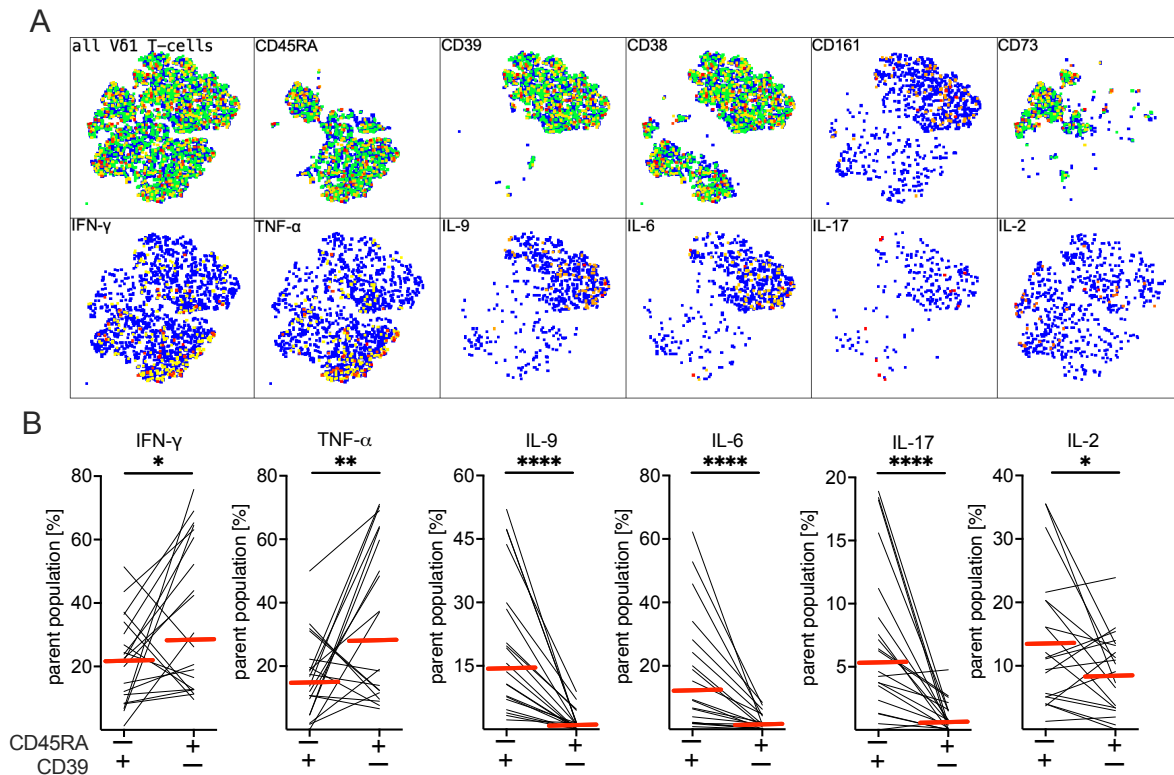 A
all Vδ1 T-cells CD45RA CD39 CD38 CD161 CD73
IFN-γ TNF-α IL-9 IL-6 IL-17 IL-2
B
IFN-γ TNF-α IL-9 IL-6 IL-17 IL-2
* ** **** **** **** *
parent population [%] parent population [%] parent population [%] parent population [%] parent population [%] parent population [%]
80 80 60 80 20 40
60 60 45 60 15 30
40 40 30 40 10 20
20 20 15 20 5 10
CD45RA − + − + − + − + − + − +
CD39 + − + − + − + − + − + −